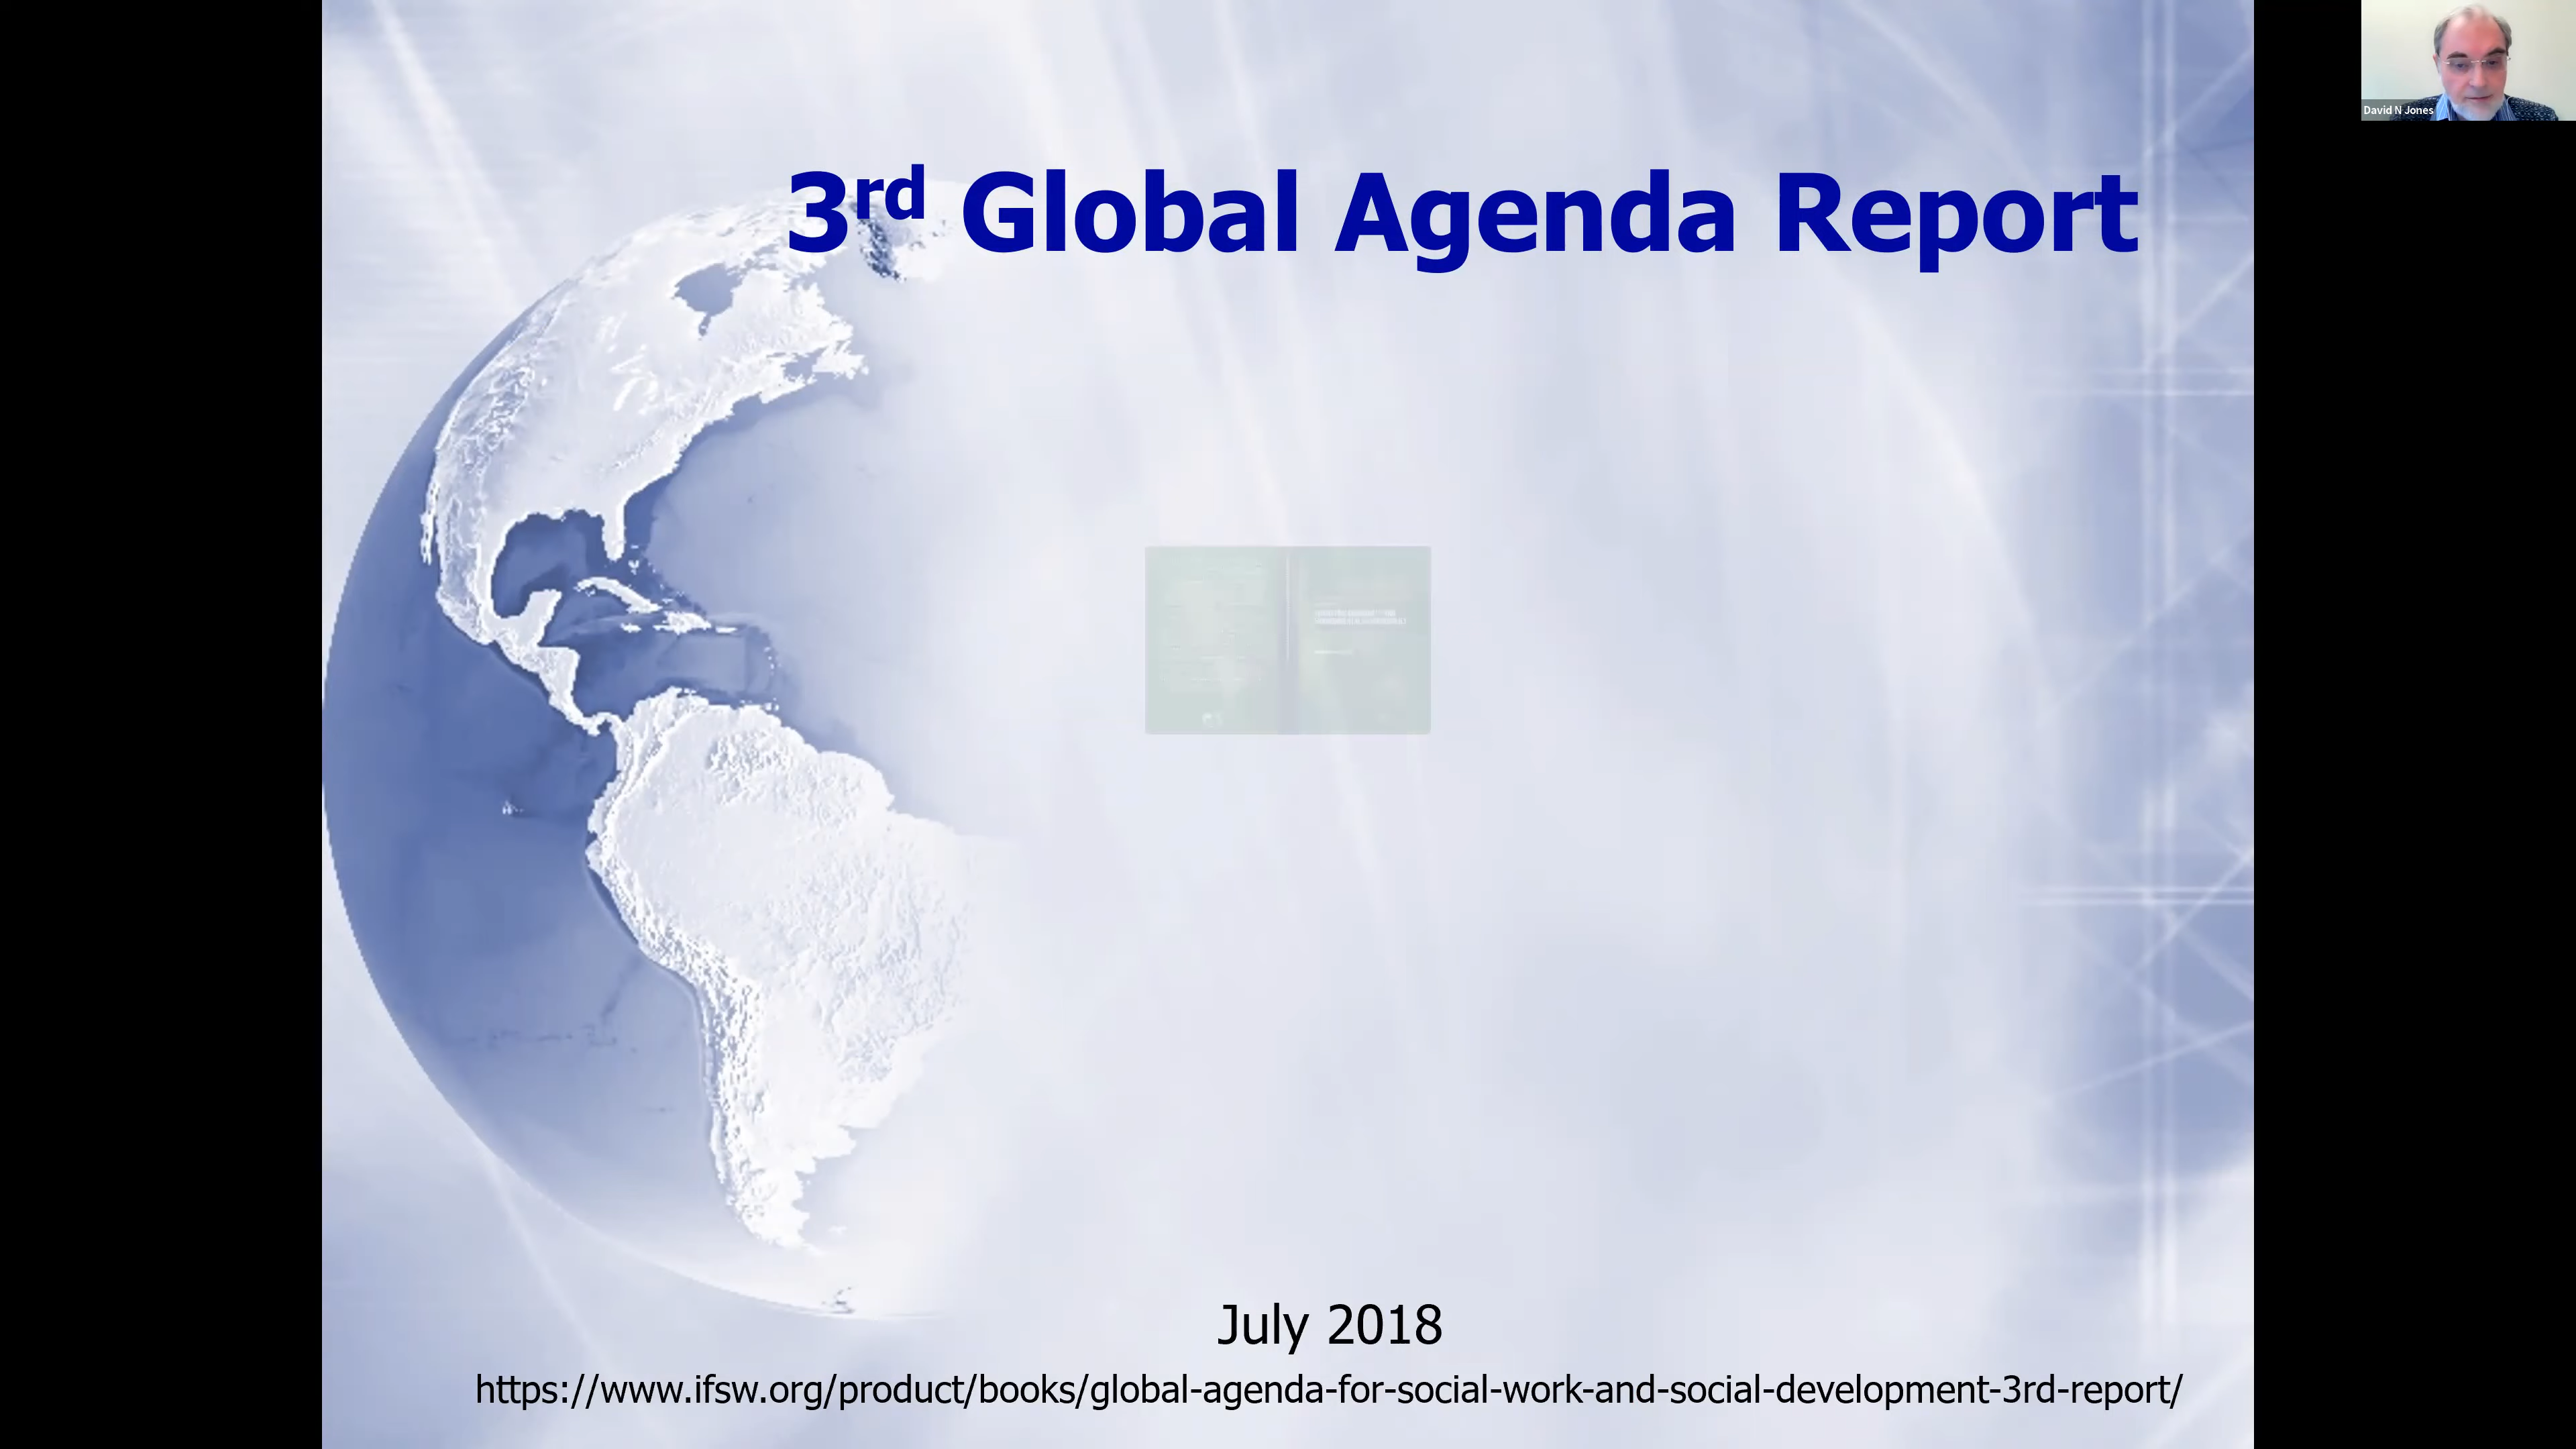 David N Jones
3rd Global Agenda Report
July 2018
https://www.ifsw.org/product/books/global-agenda-for-social-work-and-social-development-3rd-report/